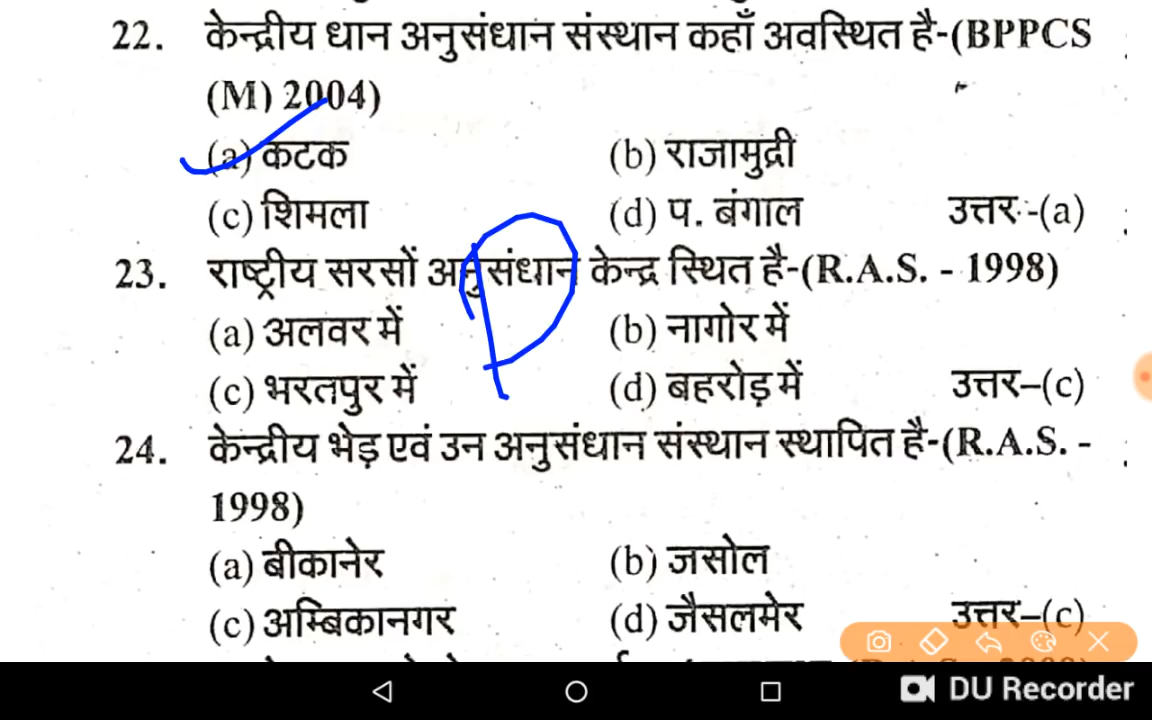 22. केन्द्रीय धान अनुसंधान संस्थान कहाँ अवस्थित है-(BPPCS
(M) 2004)
(a) कटक (b) राजामुद्री
(c) शिमला (d) प. बंगाल उत्तर-(a)
23. राष्ट्रीय सरसों अनुसंधान केन्द्र स्थित है-(R.A.S. - 1998)
(a) अलवर में (b) नागोर में
(c) भरतपुर में (d) बहरोड़ में उत्तर–(c)
24. केन्द्रीय भेड़ एवं उन अनुसंधान संस्थान स्थापित है-(R.A.S. -
1998)
(a) बीकानेर (b) जसोल
(c) अम्बिकानगर (d) जैसलमेर उत्तर–(c)
DU Recorder